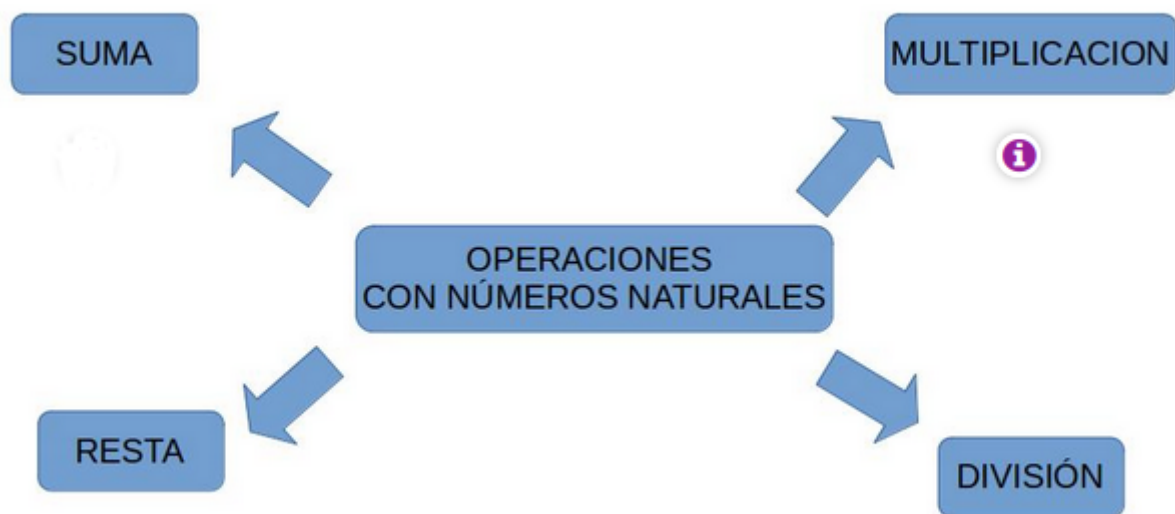 SUMA
MULTIPLICACION
OPERACIONES
CON NÚMEROS NATURALES
RESTA
DIVISIÓN